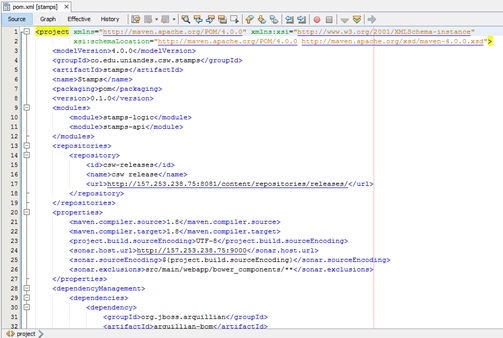 pom.xml [stamps]
Source Graph Effective History
1 <project xmlns="http://maven.apache.org/POM/4.0.0" xmlns:xsi="http://www.w3.org/2001/XMLSchema-instance"
2 xsi:schemaLocation="http://maven.apache.org/POM/4.0.0 http://maven.apache.org/xsd/maven-4.0.0.xsd">
3 <modelVersion>4.0.0</modelVersion>
4 <groupId>co.edu.uniandes.csw.stamps</groupId>
5 <artifactId>stamps</artifactId>
6 <name>Stamps</name>
7 <packaging>pom</packaging>
8 <version>0.1.0</version>
9 <modules>
10 <module>stamps-logic</module>
11 <module>stamps-api</module>
12 </modules>
13 <repositories>
14 <repository>
15 <id>csw-releases</id>
16 <name>csw release</name>
17 <url>http://157.253.238.75:8081/content/repositories/releases/</url>
18 </repository>
19 </repositories>
20 <properties>
21 <maven.compiler.source>1.8</maven.compiler.source>
22 <maven.compiler.target>1.8</maven.compiler.target>
23 <project.build.sourceEncoding>UTF-8</project.build.sourceEncoding>
24 <sonar.host.url>http://157.253.238.75:9000</sonar.host.url>
25 <sonar.sourceEncoding>${project.build.sourceEncoding}</sonar.sourceEncoding>
26 <sonar.exclusions>src/main/webapp/bower_components/**</sonar.exclusions>
27 </properties>
28 <dependencyManagement>
29 <dependencies>
30 <dependency>
31 <groupId>org.jboss.arquillian</groupId>
32 <artifactId>arquillian-bom</artifactId>
project